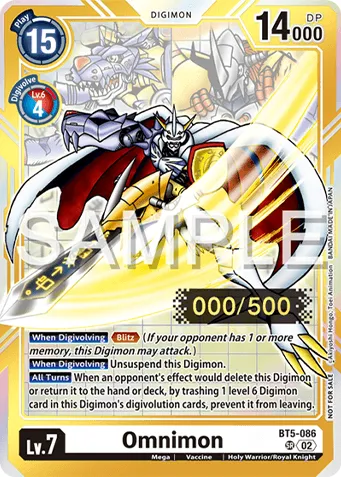 Play
15
DIGIMON
14000 DP
Digivolve
Lv.6
4
SAMPLE
000/500
When Digivolving Blitz (If your opponent has 1 or more
memory, this Digimon may attack.)
When Digivolving Unsuspend this Digimon.
All Turns When an opponent's effect would delete this Digimon
or return it to the hand or deck, by trashing 1 level 6 Digimon
card in this Digimon's digivolution cards, prevent it from leaving.
©Akiyoshi Hongo, Toei Animation BANDAI MADE IN JAPAN
NOT FOR SALE
Lv.7
Omnimon
BT5-086
SR 02
Mega Vaccine Holy Warrior/Royal Knight